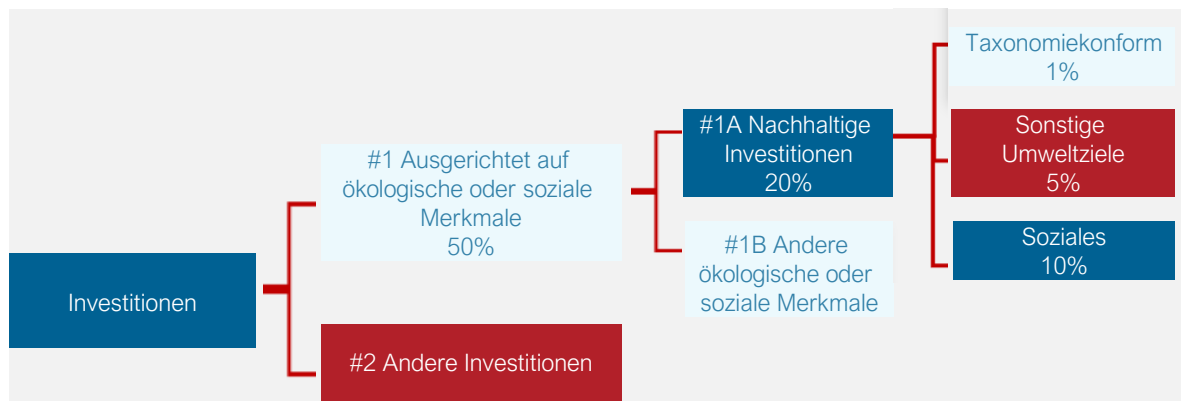 Investitionen
#1 Ausgerichtet auf
ökologische oder soziale
Merkmale
50%
#2 Andere Investitionen
#1A Nachhaltige
Investitionen
20%
#1B Andere
ökologische oder
soziale Merkmale
Taxonomiekonform
1%
Sonstige
Umweltziele
5%
Soziales
10%